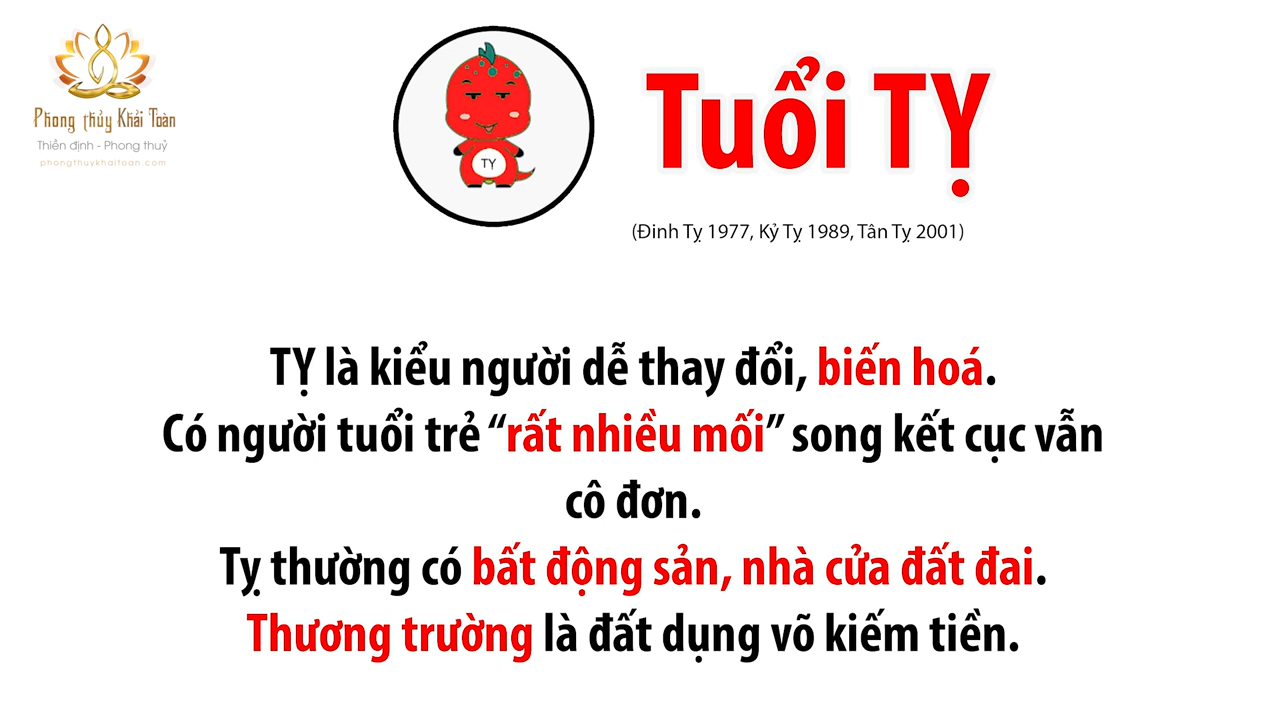 Phong thủy Khải Toàn
Thiền định - Phong thuỷ
phongthuykhaitoan.com
TỴ
Tuổi TỴ
(Đinh Tỵ 1977, Kỷ Tỵ 1989, Tân Tỵ 2001)
TỴ là kiểu người dễ thay đổi, biến hoá.
Có người tuổi trẻ “rất nhiều mối” song kết cục vẫn
cô đơn.
Tỵ thường có bất động sản, nhà cửa đất đai.
Thương trường là đất dụng võ kiếm tiền.